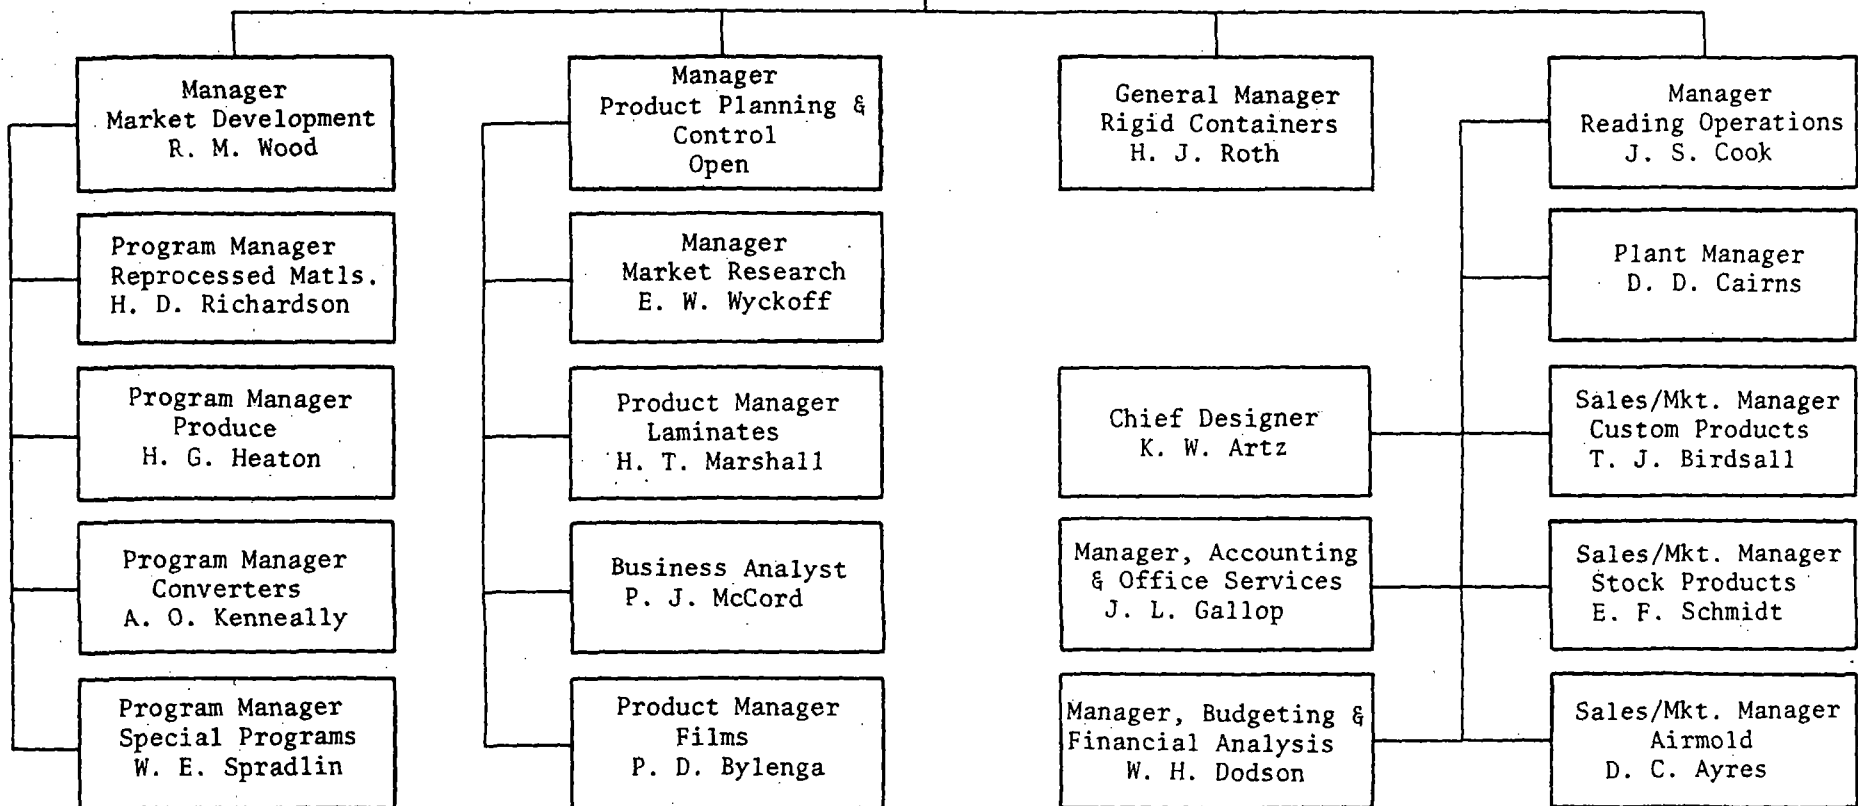 Manager
Market Development
R. M. Wood
Program Manager
Reprocessed Matls.
H. D. Richardson
Program Manager
Produce
H. G. Heaton
Program Manager
Converters
A. O. Kenneally
Program Manager
Special Programs
W. E. Spradlin
Manager
Product Planning &
Control
Open
Manager
Market Research
E. W. Wyckoff
Product Manager
Laminates
H. T. Marshall
Business Analyst
P. J. McCord
Product Manager
Films
P. D. Bylenga
General Manager
Rigid Containers
H. J. Roth
Chief Designer
K. W. Artz
Manager, Accounting
& Office Services
J. L. Gallop
Manager, Budgeting &
Financial Analysis
W. H. Dodson
Manager
Reading Operations
J. S. Cook
Plant Manager
D. D. Cairns
Sales/Mkt. Manager
Custom Products
T. J. Birdsall
Sales/Mkt. Manager
Stock Products
E. F. Schmidt
Sales/Mkt. Manager
Airmold
D. C. Ayres